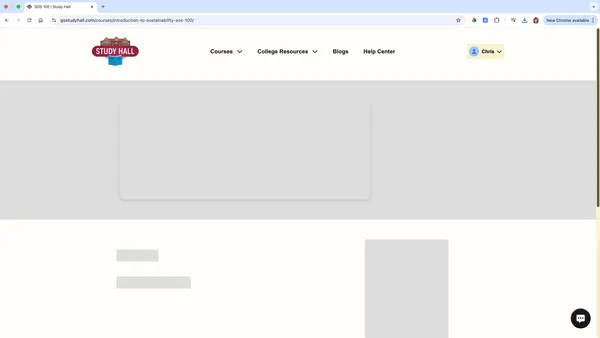 SOS 100 | Study Hall
gostudyhall.com/courses/introduction-to-sustainability-sos-100/
New Chrome available
STUDY HALL
Courses
College Resources
Blogs
Help Center
Chris